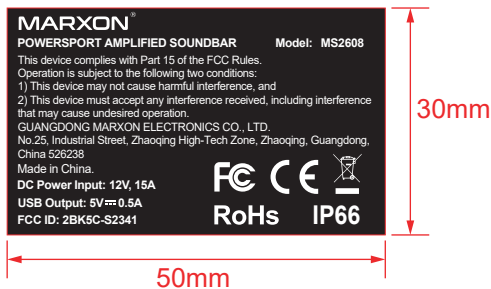 MARXON®
POWERSPORT AMPLIFIED SOUNDBAR Model: MS2608
This device complies with Part 15 of the FCC Rules.
Operation is subject to the following two conditions:
1) This device may not cause harmful interference, and
2) This device must accept any interference received, including interference
that may cause undesired operation.
GUANGDONG MARXON ELECTRONICS CO., LTD.
No.25, Industrial Street, Zhaoqing High-Tech Zone, Zhaoqing, Guangdong,
China 526238
Made in China.
DC Power Input: 12V, 15A
USB Output: 5V⎓0.5A
FCC ID: 2BK5C-S2341
FC CE
RoHs IP66
30mm
50mm